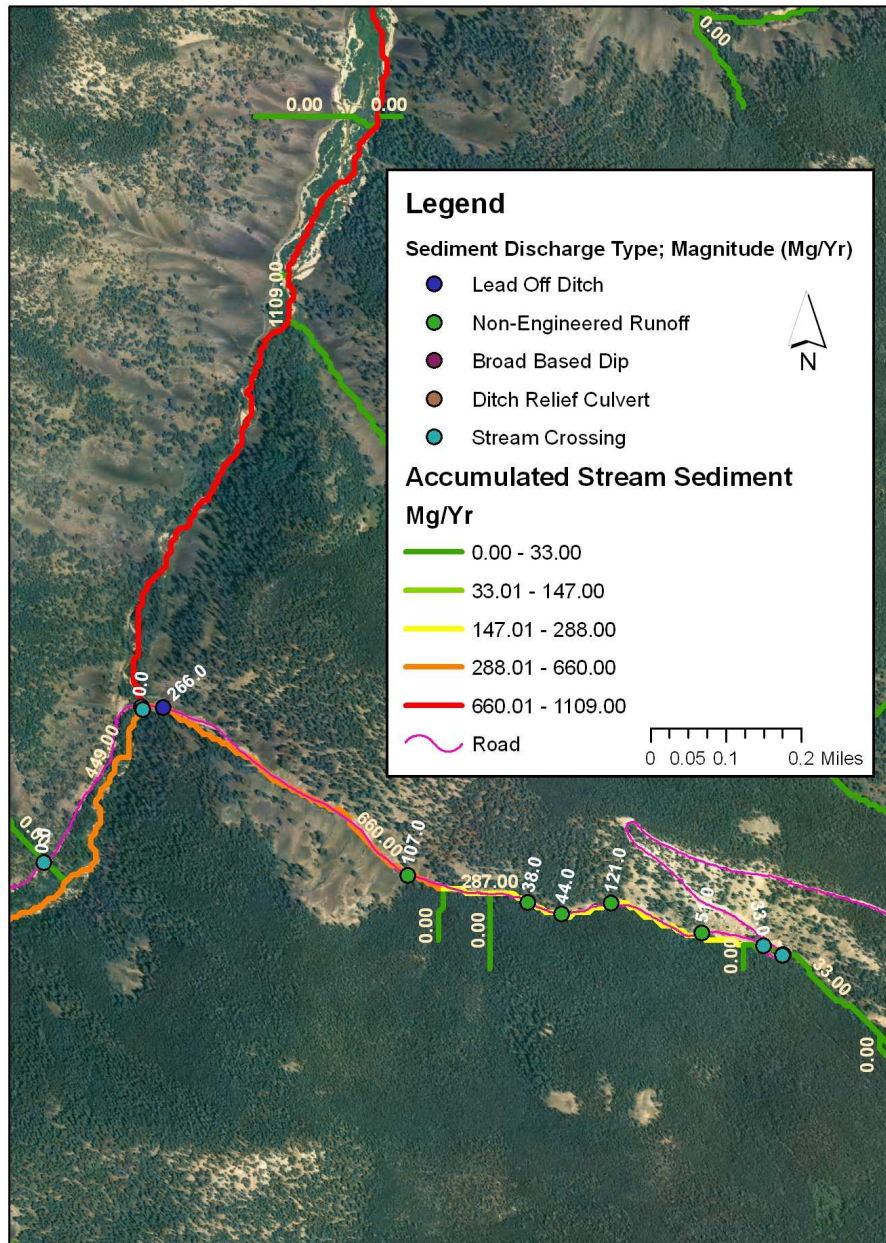 0.00
0.00 0.00
1109.00
Legend
Sediment Discharge Type; Magnitude (Mg/Yr)
Lead Off Ditch
Non-Engineered Runoff
Broad Based Dip
Ditch Relief Culvert
Stream Crossing
N
Accumulated Stream Sediment
Mg/Yr
0.00 - 33.00
33.01 - 147.00
147.01 - 288.00
288.01 - 660.00
660.01 - 1109.00
Road
0 0.05 0.1 0.2 Miles
0.0
266.0
449.00
0.00
660.00
107.0
287.00
38.0
44.0
121.0
33.0
33.00
0.00
0.00
0.00
0.00